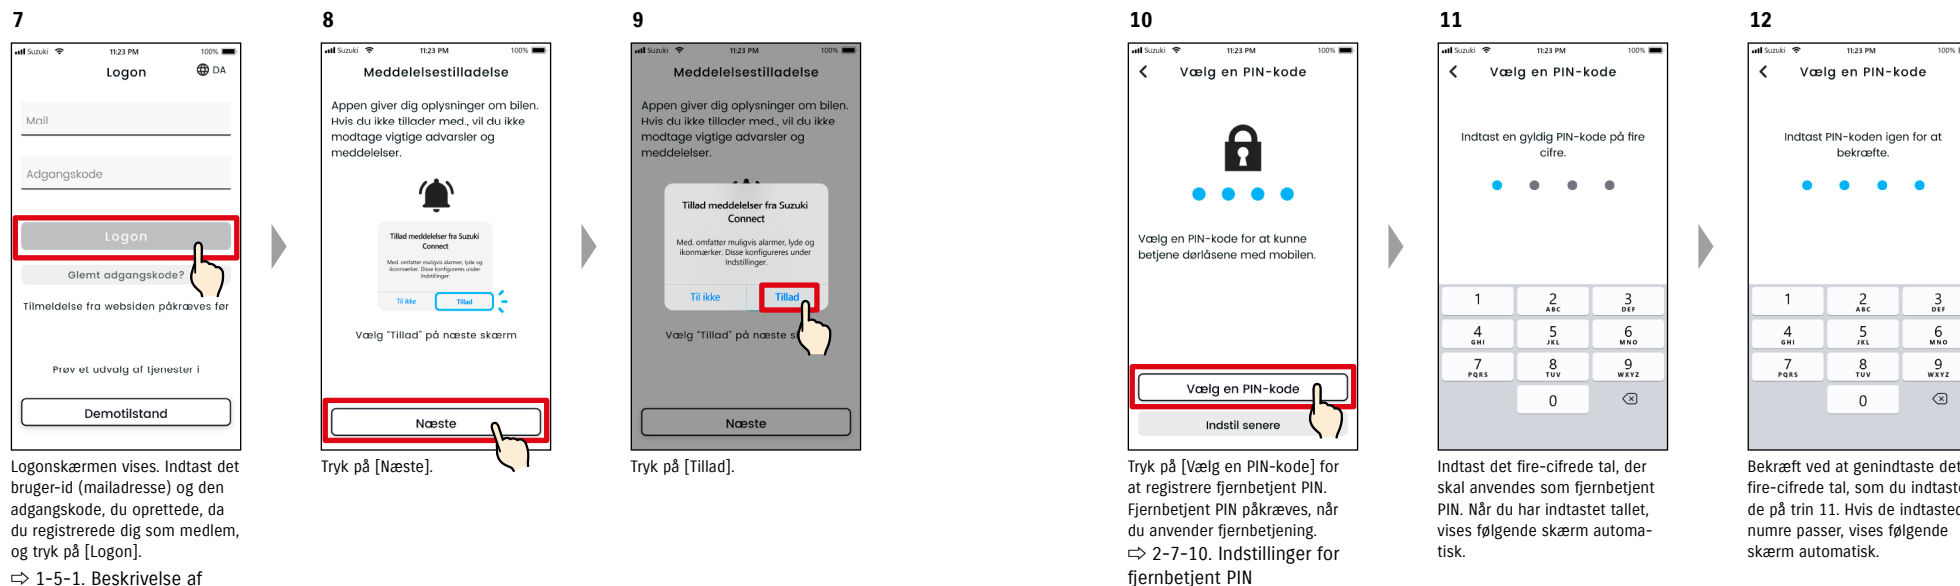 7
Suzuki 11:23 PM 100%
Logon DA
Mail
Adgangskode
Logon
Glemt adgangskode?
Tilmeldelse fra websiden påkræves før
Prøv et udvalg af tjenester i
Demotilstand
Logonskærmen vises. Indtast det
bruger-id (mailadresse) og den
adgangskode, du oprettede, da
du registrerede dig som medlem,
og tryk på [Logon].
⇨ 1-5-1. Beskrivelse af
8
Suzuki 11:23 PM 100%
Meddelelsestilladelse
Appen giver dig oplysninger om bilen.
Hvis du ikke tillader med., vil du ikke
modtage vigtige advarsler og
meddelelser.
Tillad meddelelser fra Suzuki
Connect
Med. omfatter muligvis alarmer, lyde og
ikonmærker. Disse konfigureres under
Indstillinger.
Til ikke Tillad
Vælg "Tillad" på næste skærm
Næste
Tryk på [Næste].
9
Suzuki 11:23 PM 100%
Meddelelsestilladelse
Appen giver dig oplysninger om bilen.
Hvis du ikke tillader med., vil du ikke
modtage vigtige advarsler og
meddelelser.
Tillad meddelelser fra Suzuki
Connect
Med. omfatter muligvis alarmer, lyde og
ikonmærker. Disse konfigureres under
Indstillinger.
Til ikke Tillad
Vælg "Tillad" på næste
Næste
Tryk på [Tillad].
10
Suzuki 11:23 PM 100%
Vælg en PIN-kode
Vælg en PIN-kode for at kunne
betjene dørlåsene med mobilen.
Vælg en PIN-kode
Indstil senere
Tryk på [Vælg en PIN-kode] for
at registrere fjernbetjent PIN.
Fjernbetjent PIN påkræves, når
du anvender fjernbetjening.
⇨ 2-7-10. Indstillinger for
fjernbetjent PIN
11
Suzuki 11:23 PM 100%
Vælg en PIN-kode
Indtast en gyldig PIN-kode på fire
cifre.
1 2 3
ABC DEF
4 5 6
GHI JKL MNO
7 8 9
PQRS TUV WXYZ
0
Indtast det fire-cifrede tal, der
skal anvendes som fjernbetjent
PIN. Når du har indtastet tallet,
vises følgende skærm automa-
tisk.
12
Suzuki 11:23 PM 100%
Vælg en PIN-kode
Indtast PIN-koden igen for at
bekræfte.
1 2 3
ABC DEF
4 5 6
GHI JKL MNO
7 8 9
PQRS TUV WXYZ
0
Bekræft ved at genindtaste det
fire-cifrede tal, som du indtaste
de på trin 11. Hvis de indtasted
numre passer, vises følgende
skærm automatisk.